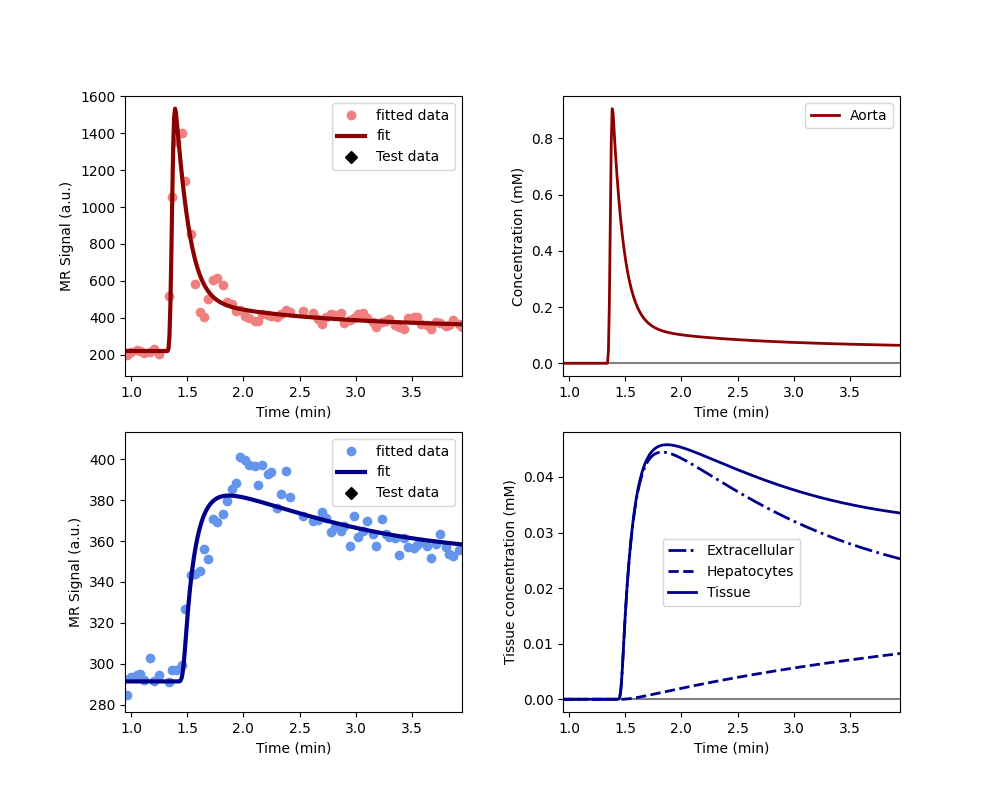 1600
1400
1200
1000
800
600
400
200
MR Signal (a.u.)
fitted data
fit
Test data
1.0 1.5 2.0 2.5 3.0 3.5
Time (min)
0.8
0.6
0.4
0.2
0.0
Concentration (mM)
Aorta
1.0 1.5 2.0 2.5 3.0 3.5
Time (min)
400
380
360
340
320
300
280
MR Signal (a.u.)
fitted data
fit
Test data
1.0 1.5 2.0 2.5 3.0 3.5
Time (min)
0.04
0.03
0.02
0.01
0.00
Tissue concentration (mM)
Extracellular
Hepatocytes
Tissue
1.0 1.5 2.0 2.5 3.0 3.5
Time (min)